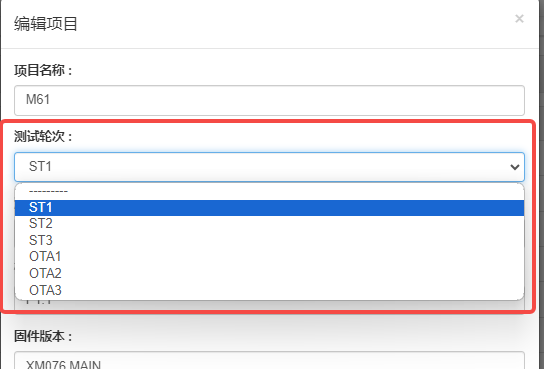 编辑项目
×
项目名称：
M61
测试轮次：
ST1
---------
ST1
ST2
ST3
OTA1
OTA2
OTA3
固件版本：
XM076 MAIN